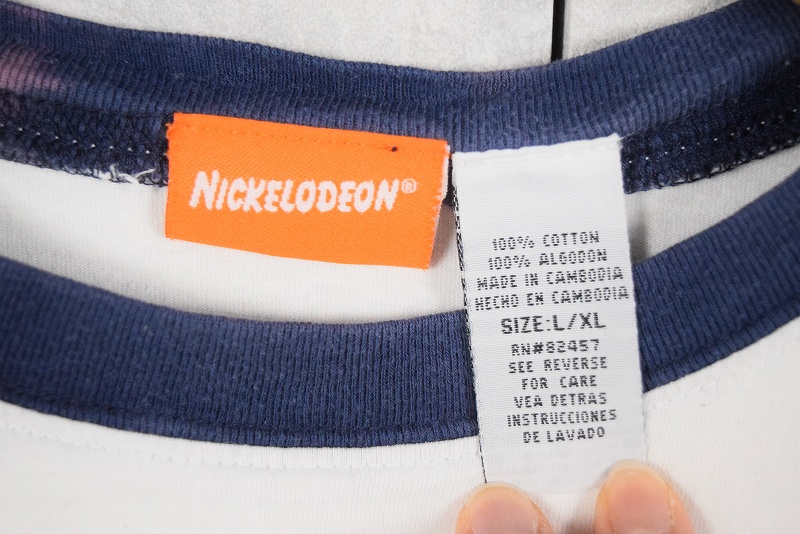 NICKELODEON®
100% COTTON
100% ALGODON
MADE IN CAMBODIA
HECHO EN CAMBODIA
SIZE:L/XL
RN#82457
SEE REVERSE
FOR CARE
VEA DETRAS
INSTRUCCIONES
DE LAVADO